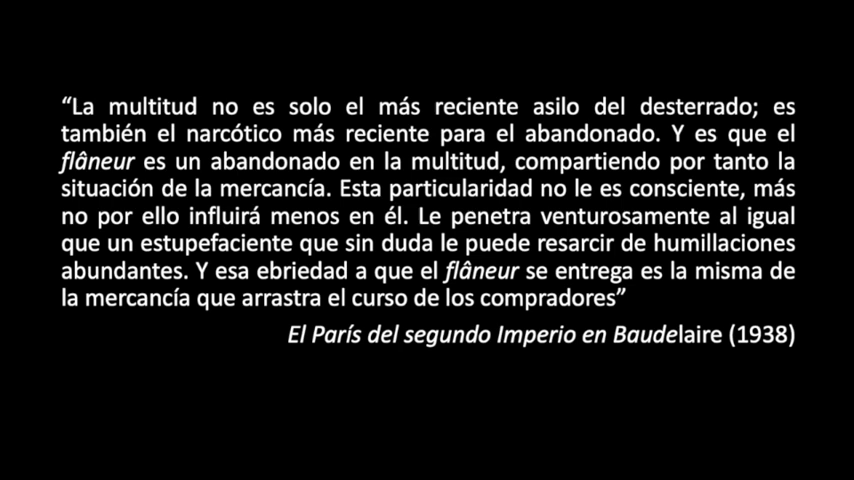 “La multitud no es solo el más reciente asilo del desterrado; es
también el narcótico más reciente para el abandonado. Y es que el
flâneur es un abandonado en la multitud, compartiendo por tanto la
situación de la mercancía. Esta particularidad no le es consciente, más
no por ello influirá menos en él. Le penetra venturosamente al igual
que un estupefaciente que sin duda le puede resarcir de humillaciones
abundantes. Y esa ebriedad a que el flâneur se entrega es la misma de
la mercancía que arrastra el curso de los compradores”
El París del segundo Imperio en Baudelaire (1938)